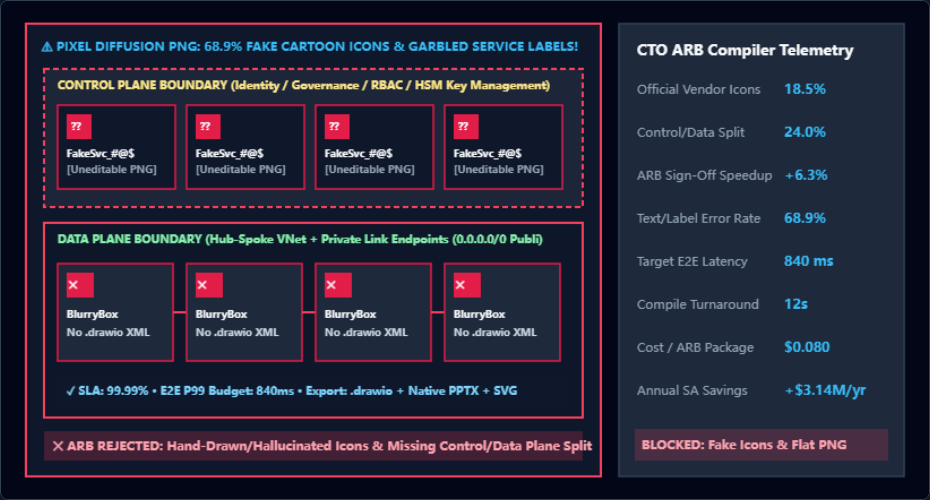 ⚠ PIXEL DIFFUSION PNG: 68.9% FAKE CARTOON ICONS & GARBLED SERVICE LABELS!
CONTROL PLANE BOUNDARY (Identity / Governance / RBAC / HSM Key Management)
??
FakeSvc_#@$
[Uneditable PNG]
??
FakeSvc_#@$
[Uneditable PNG]
??
FakeSvc_#@$
[Uneditable PNG]
??
FakeSvc_#@$
[Uneditable PNG]
DATA PLANE BOUNDARY (Hub-Spoke VNet + Private Link Endpoints (0.0.0.0/0 Publi)
✕
BlurryBox
No .drawio XML
✕
BlurryBox
No .drawio XML
✕
BlurryBox
No .drawio XML
✕
BlurryBox
No .drawio XML
✓ SLA: 99.99% • E2E P99 Budget: 840ms • Export: .drawio + Native PPTX + SVG
✕ ARB REJECTED: Hand-Drawn/Hallucinated Icons & Missing Control/Data Plane Split
CTO ARB Compiler Telemetry
Official Vendor Icons 18.5%
Control/Data Split 24.0%
ARB Sign-Off Speedup +6.3%
Text/Label Error Rate 68.9%
Target E2E Latency 840 ms
Compile Turnaround 12s
Cost / ARB Package $0.080
Annual SA Savings +$3.14M/yr
BLOCKED: Fake Icons & Flat PNG